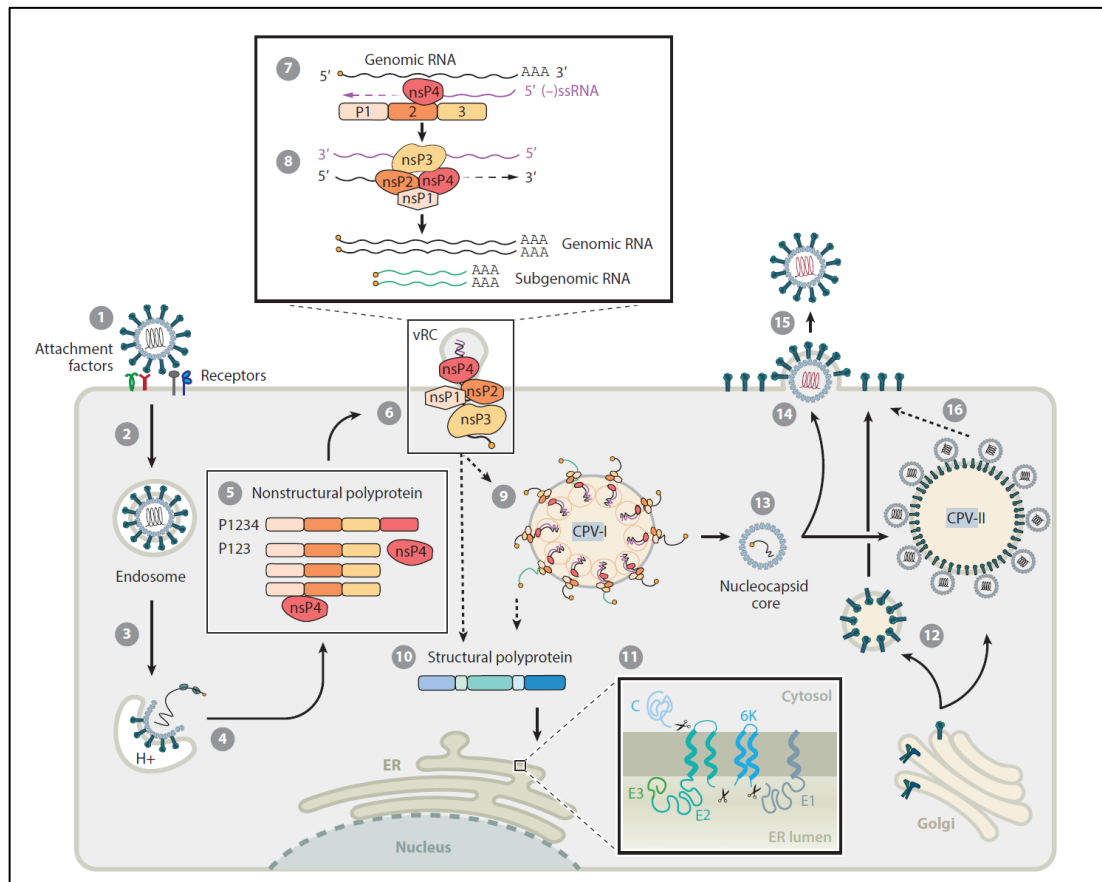 7
Genomic RNA
5′ AAA 3′
nsP4
5′ (–)ssRNA
P1 2 3
8
3′ 5′
nsP3
5′ nsP2 nsP4 3′
nsP1
AAA
AAA
Genomic RNA
AAA
AAA
Subgenomic RNA
1
Attachment
factors
Receptors
2
Endosome
3
H+
4
5 Nonstructural polyprotein
P1234
P123
nsP4
nsP4
6
vRC
nsP4
nsP1 nsP2
nsP3
9
CPV-I
10 Structural polyprotein
ER
Nucleus
11
Cytosol
C
6K
E3
E2
E1
ER lumen
Golgi
12
13
Nucleocapsid
core
14
15
16
CPV-II